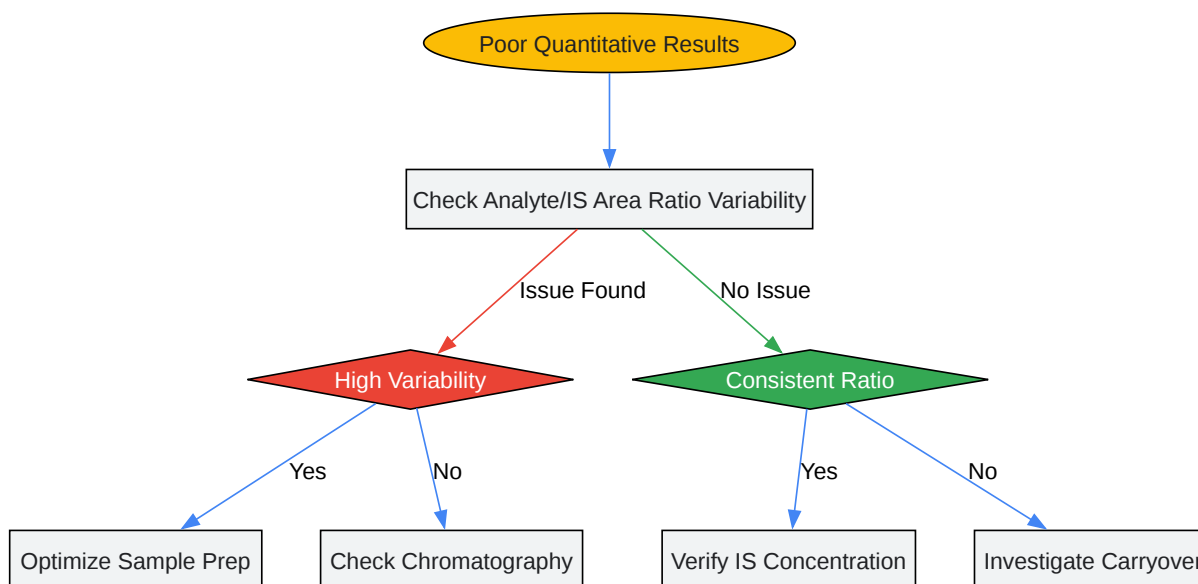 Poor Quantitative Results
Check Analyte/IS Area Ratio Variability
Issue Found
No Issue
High Variability
Consistent Ratio
Yes
No
Yes
No
Optimize Sample Prep
Check Chromatography
Verify IS Concentration
Investigate Carryover